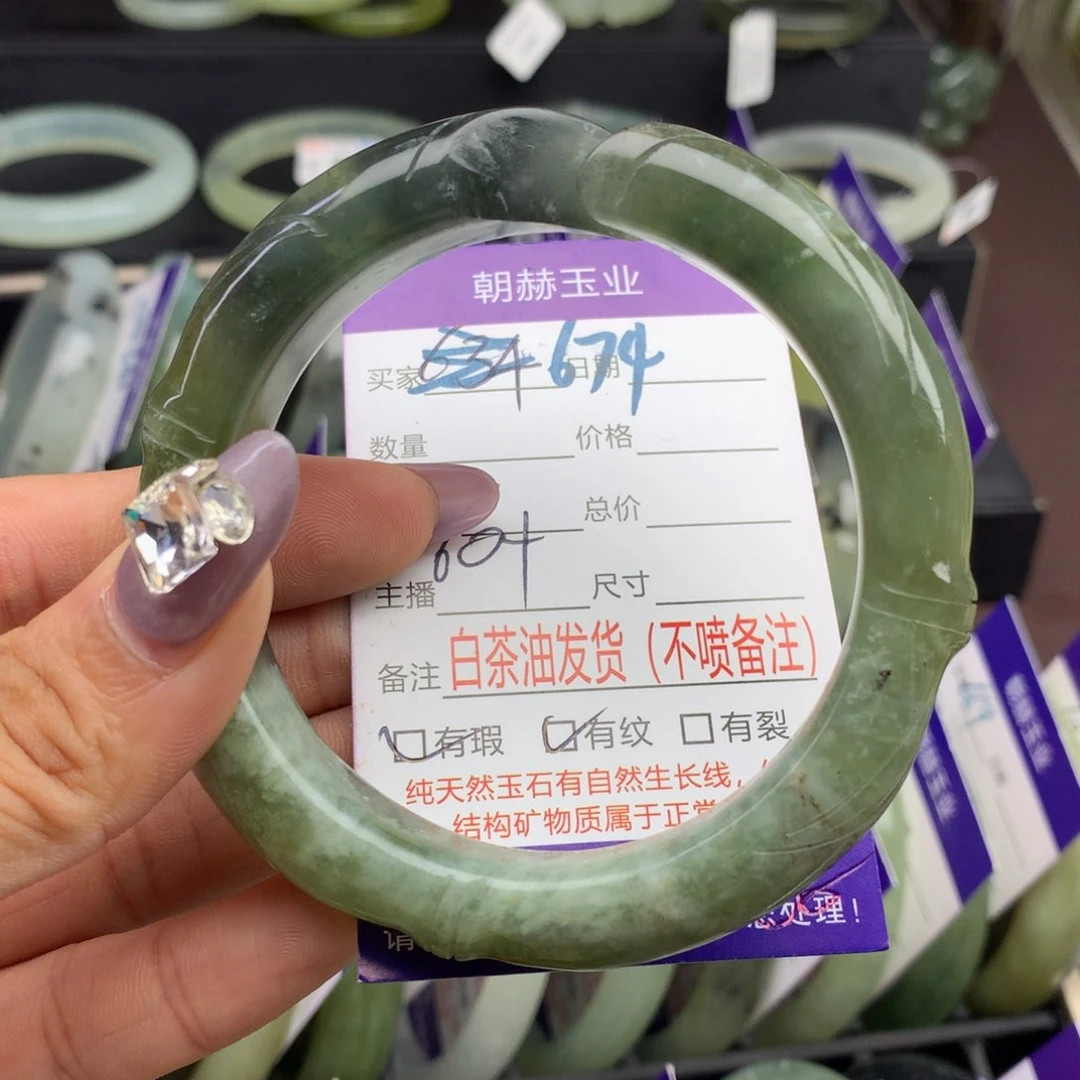 朝赫玉业
买家 日期 674
数量 价格
总价
主播 604 尺寸
备注 白茶油发货（不喷备注）
有瑕 有纹 有裂
纯天然玉石有自然生长线，
结构矿物质属于正常
请 处理！